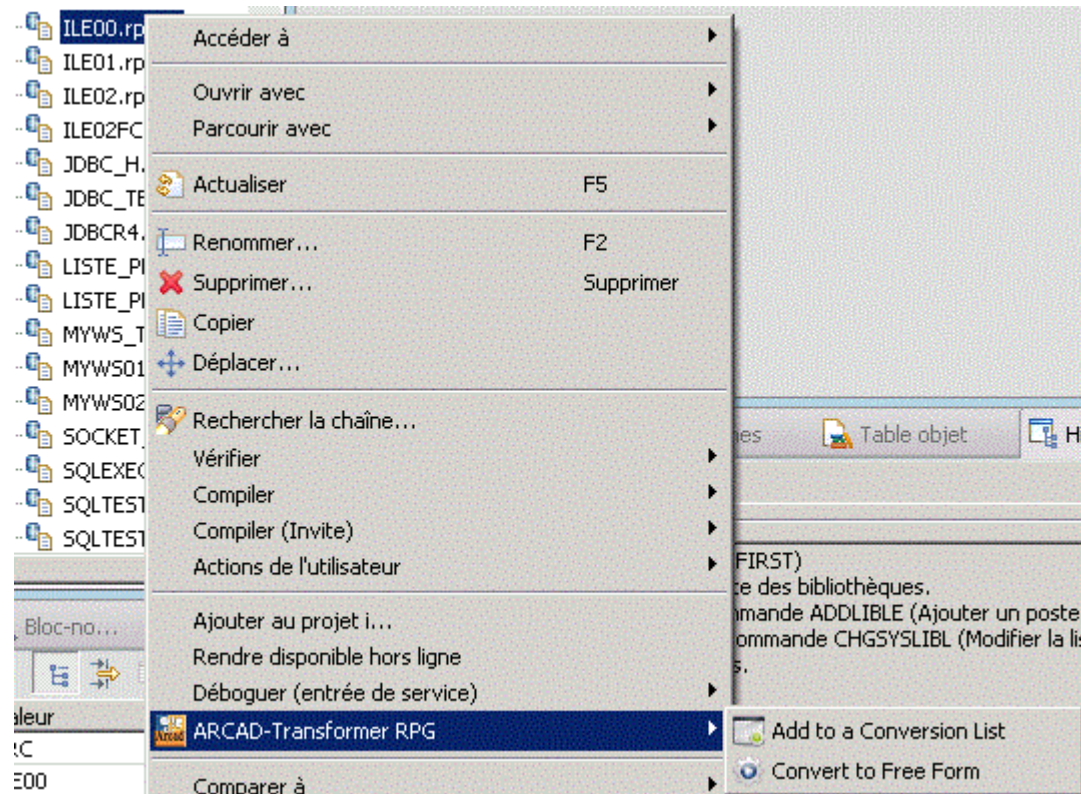 ILE00.rp
ILE01.rp
ILE02.rp
ILE02FC
JDBC_H.
JDBC_TE
JDBCR4.
LISTE_PI
LISTE_PI
MYWS_T
MYWS01
MYWS02
SOCKET_
SQLEXEC
SQLTEST
SQLTEST
Accéder à
Ouvrir avec
Parcourir avec
Actualiser F5
Renommer... F2
Supprimer... Supprimer
Copier
Déplacer...
Rechercher la chaîne...
Vérifier
Compiler
Compiler (Invite)
Actions de l'utilisateur
Ajouter au projet i...
Rendre disponible hors ligne
Déboguer (entrée de service)
ARCAD-Transformer RPG
Comparer à
Add to a Conversion List
Convert to Free Form
nes Table objet H
FIRST)
te des bibliothèques.
mmande ADDLIBLE (Ajouter un poste
ommande CHGSYSLIBL (Modifier la lis
s.
Bloc-no...
aleur
RC
E00